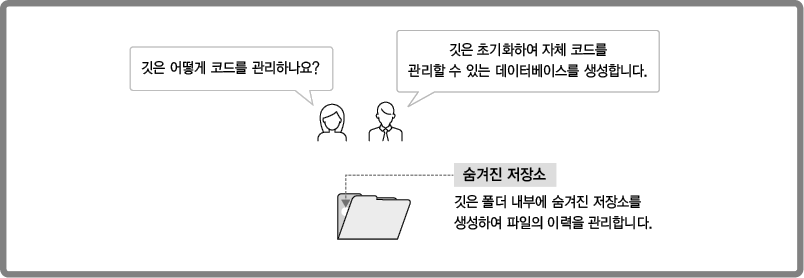 깃은 어떻게 코드를 관리하나요?
깃은 초기화하여 자체 코드를
관리할 수 있는 데이터베이스를 생성합니다.
숨겨진 저장소
깃은 폴더 내부에 숨겨진 저장소를
생성하여 파일의 이력을 관리합니다.